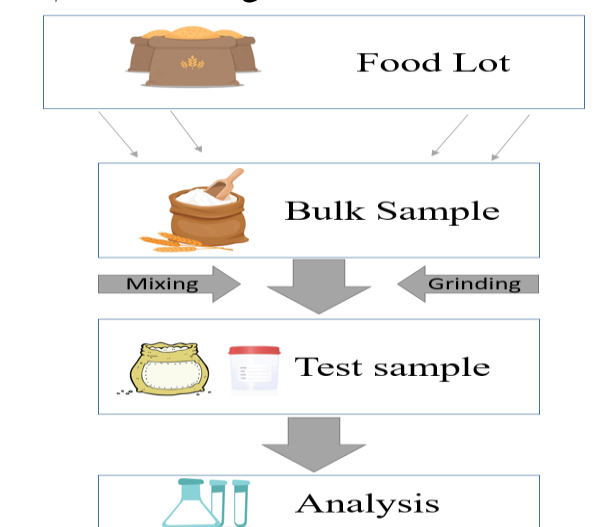 Food Lot
Bulk Sample
Mixing
Grinding
Test sample
Analysis